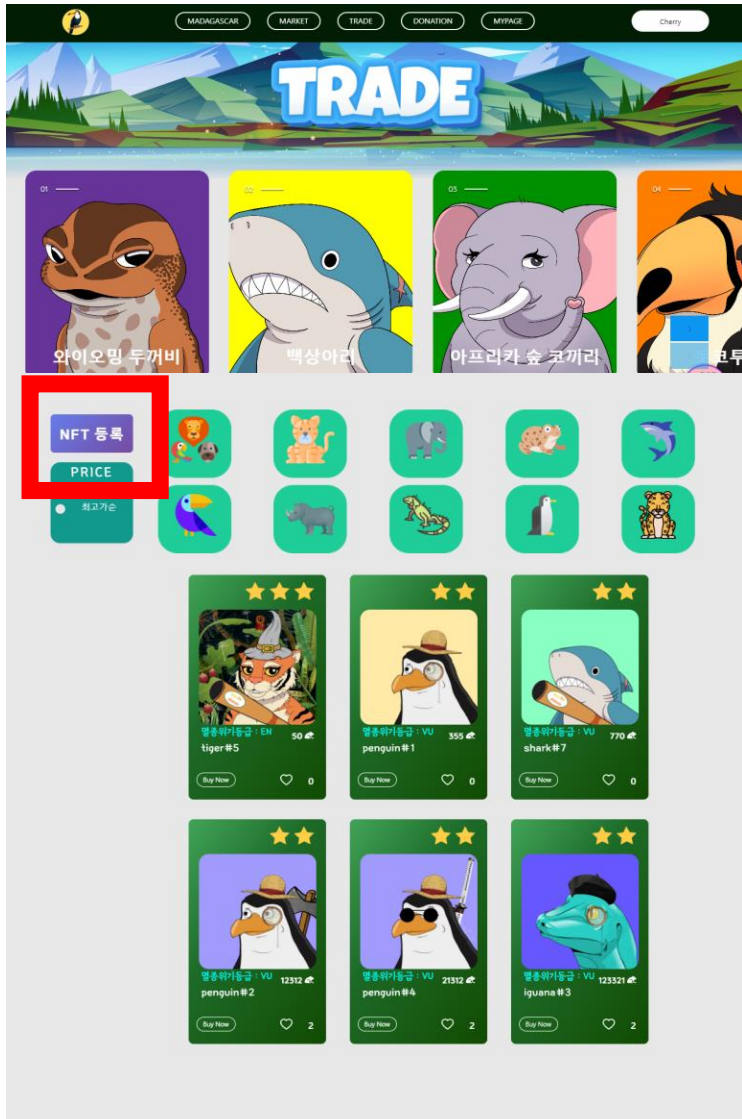 MADAGASCAR MARKET TRADE DONATION MYPAGE Cherry
TRADE
01 02 03 04
와이오밍 두꺼비 백상아리 아프리카 숲 코끼리 코투
NFT 등록
PRICE
최고가순
멸종위기등급 : EN 50
tiger#5
Buy Now 0
멸종위기등급 : VU 355
penguin#1
Buy Now 0
멸종위기등급 : VU 770
shark#7
Buy Now 0
멸종위기등급 : VU 12312
penguin#2
Buy Now 2
멸종위기등급 : VU 21312
penguin#4
Buy Now 2
멸종위기등급 : VU 123321
iguana#3
Buy Now 2